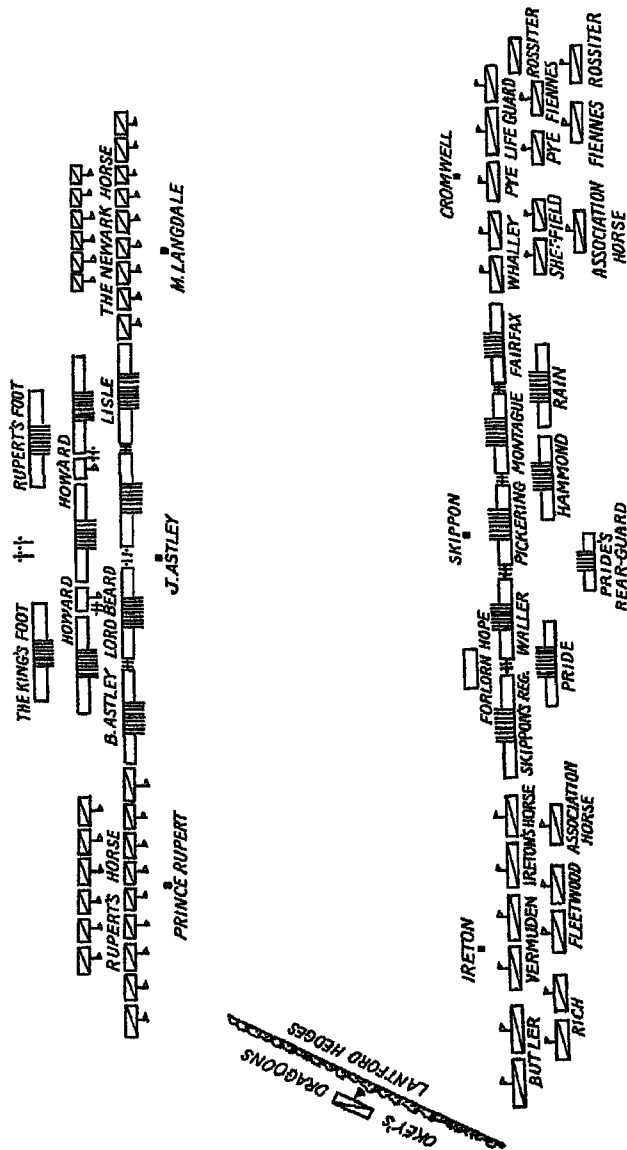 THE KING'S FOOT
RUPERT'S FOOT
HOWARD
HOWARD
RUPERT'S HORSE
B. ASTLEY
LORD BEARD
LISLE
THE NEWARK HORSE
PRINCE RUPERT
J. ASTLEY
M. LANGDALE
OKEY'S
DRAGOONS
LANTFORD HEDGES
IRETON
SKIPPON
CROMWELL
FORLORN HOPE
BUTLER
VERMUDEN
IRETON'S HORSE
SKIPPON'S REG.
WALLER
PICKERING
MONTAGUE
FAIRFAX
WHALLEY
PYE
LIFE GUARD
ROSSITER
RICH
FLEETWOOD
ASSOCIATION
HORSE
PRIDE
HAMMOND
RAIN
SHEFFIELD
PYE
FIENNES
PRIDE'S
REAR-GUARD
ASSOCIATION
HORSE
FIENNES
ROSSITER